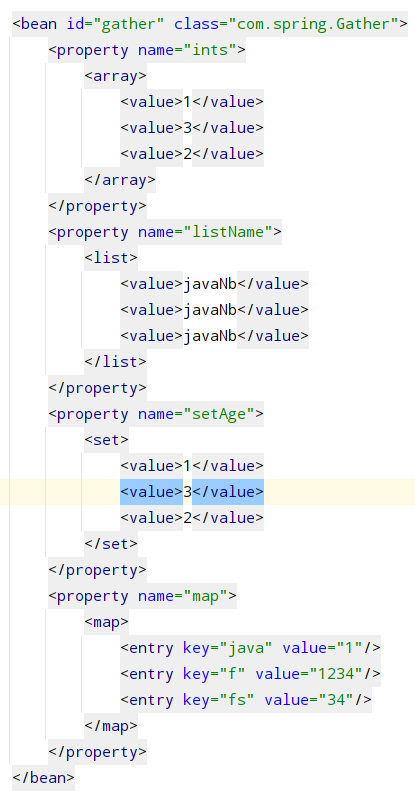 <bean id="gather" class="com.spring.Gather">
<property name="ints">
<array>
<value>1</value>
<value>3</value>
<value>2</value>
</array>
</property>
<property name="listName">
<list>
<value>javaNb</value>
<value>javaNb</value>
<value>javaNb</value>
</list>
</property>
<property name="setAge">
<set>
<value>1</value>
<value>3</value>
<value>2</value>
</set>
</property>
<property name="map">
<map>
<entry key="java" value="1"/>
<entry key="f" value="1234"/>
<entry key="fs" value="34"/>
</map>
</property>
</bean>